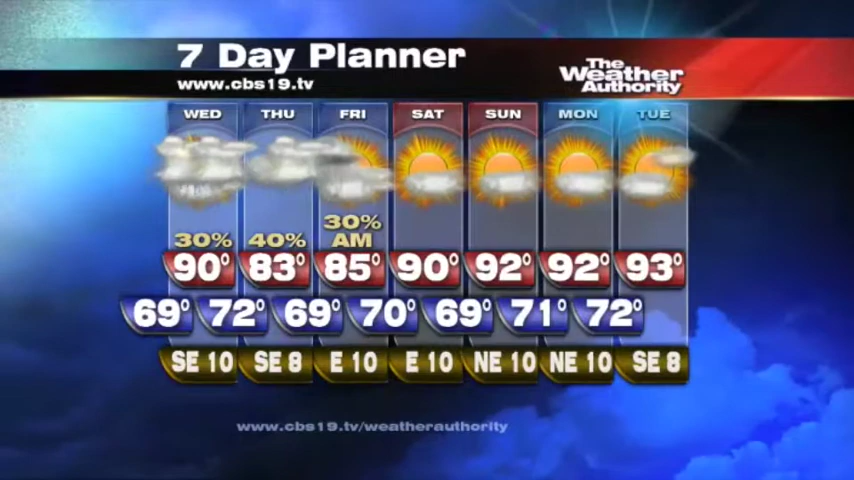 7 Day Planner
www.cbs19.tv
The
Weather
Authority
WED THU FRI SAT SUN MON TUE
30% 40% 30% AM
90° 83° 85° 90° 92° 92° 93°
69° 72° 69° 70° 69° 71° 72°
SE 10 SE 8 E 10 E 10 NE 10 NE 10 SE 8
www.cbs19.tv/weatherauthority